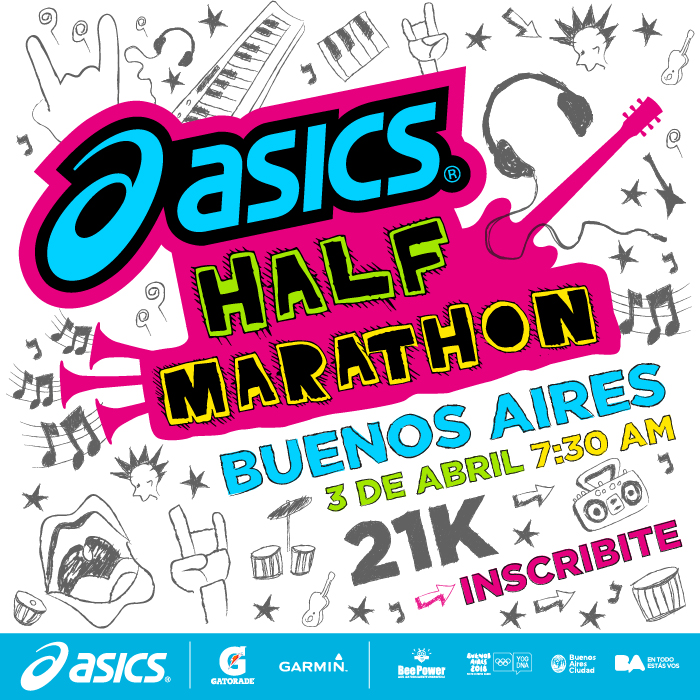 asics®
HALF
MARATHON
BUENOS AIRES
3 DE ABRIL 7:30 AM
21K
INSCRIBITE
asics®
G
GATORADE
GARMIN
BeePower
BUENOS AIRES 2018
YOG DNA
Buenos Aires Ciudad
BA
EN TODO ESTÁS VOS